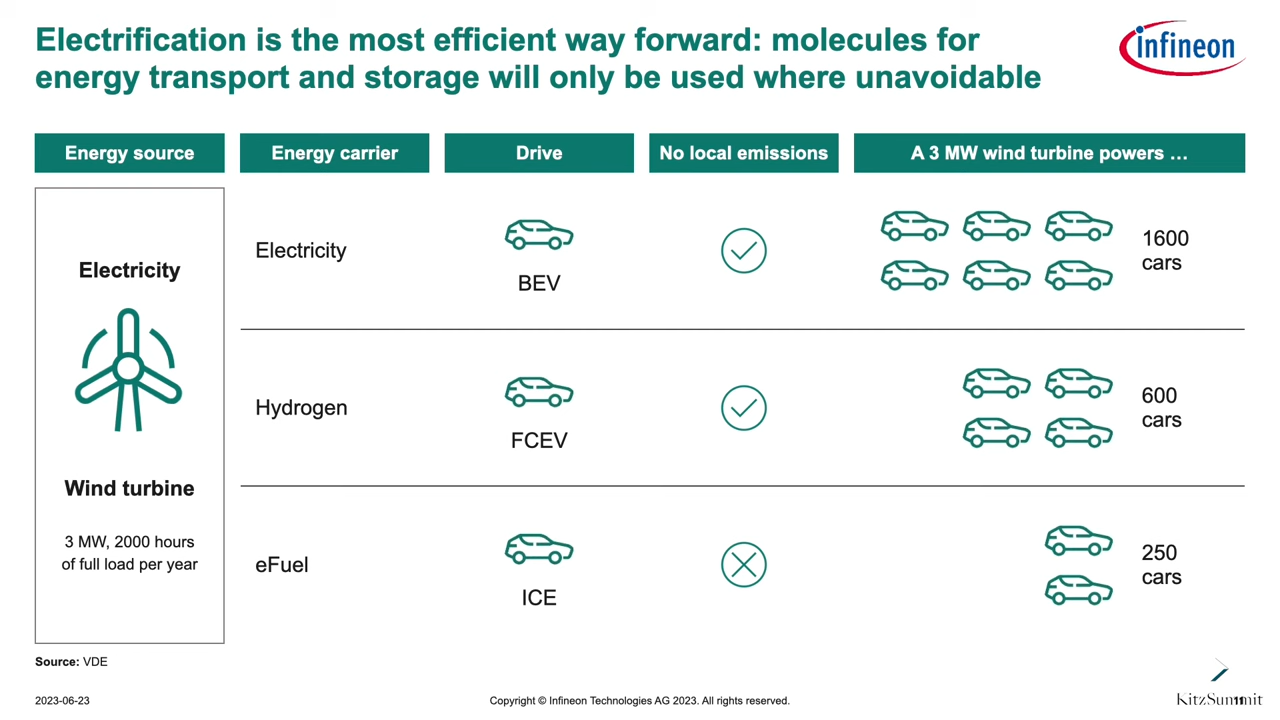 Electrification is the most efficient way forward: molecules for
energy transport and storage will only be used where unavoidable
infineon
Energy source
Energy carrier
Drive
No local emissions
A 3 MW wind turbine powers …
Electricity
Wind turbine
3 MW, 2000 hours
of full load per year
Electricity
BEV
1600
cars
Hydrogen
FCEV
600
cars
eFuel
ICE
250
cars
Source: VDE
2023-06-23
Copyright © Infineon Technologies AG 2023. All rights reserved.
KitzSummit
11